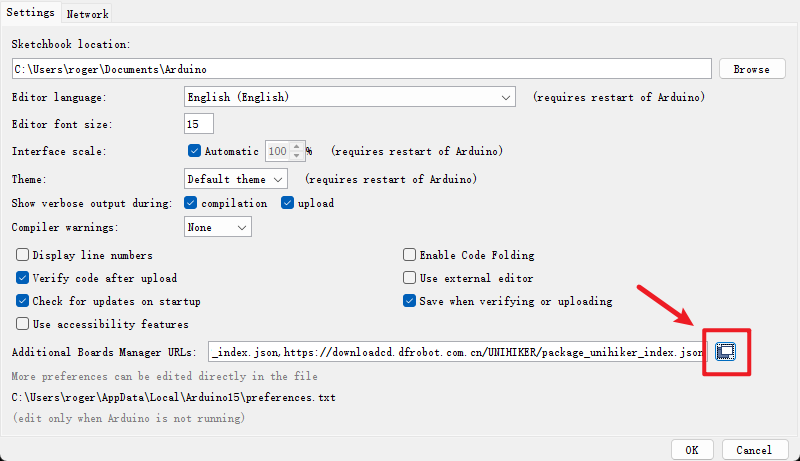 Settings Network
Sketchbook location:
C:\Users\roger\Documents\Arduino Browse
Editor language: English (English) (requires restart of Arduino)
Editor font size: 15
Interface scale: Automatic 100 % (requires restart of Arduino)
Theme: Default theme (requires restart of Arduino)
Show verbose output during: compilation upload
Compiler warnings: None
Display line numbers Enable Code Folding
Verify code after upload Use external editor
Check for updates on startup Save when verifying or uploading
Use accessibility features
Additional Boards Manager URLs: _index.json,https://downloadcd.dfrobot.com.cn/UNIHIKER/package_unihiker_index.json
More preferences can be edited directly in the file
C:\Users\roger\AppData\Local\Arduino15\preferences.txt
(edit only when Arduino is not running)
OK Cancel